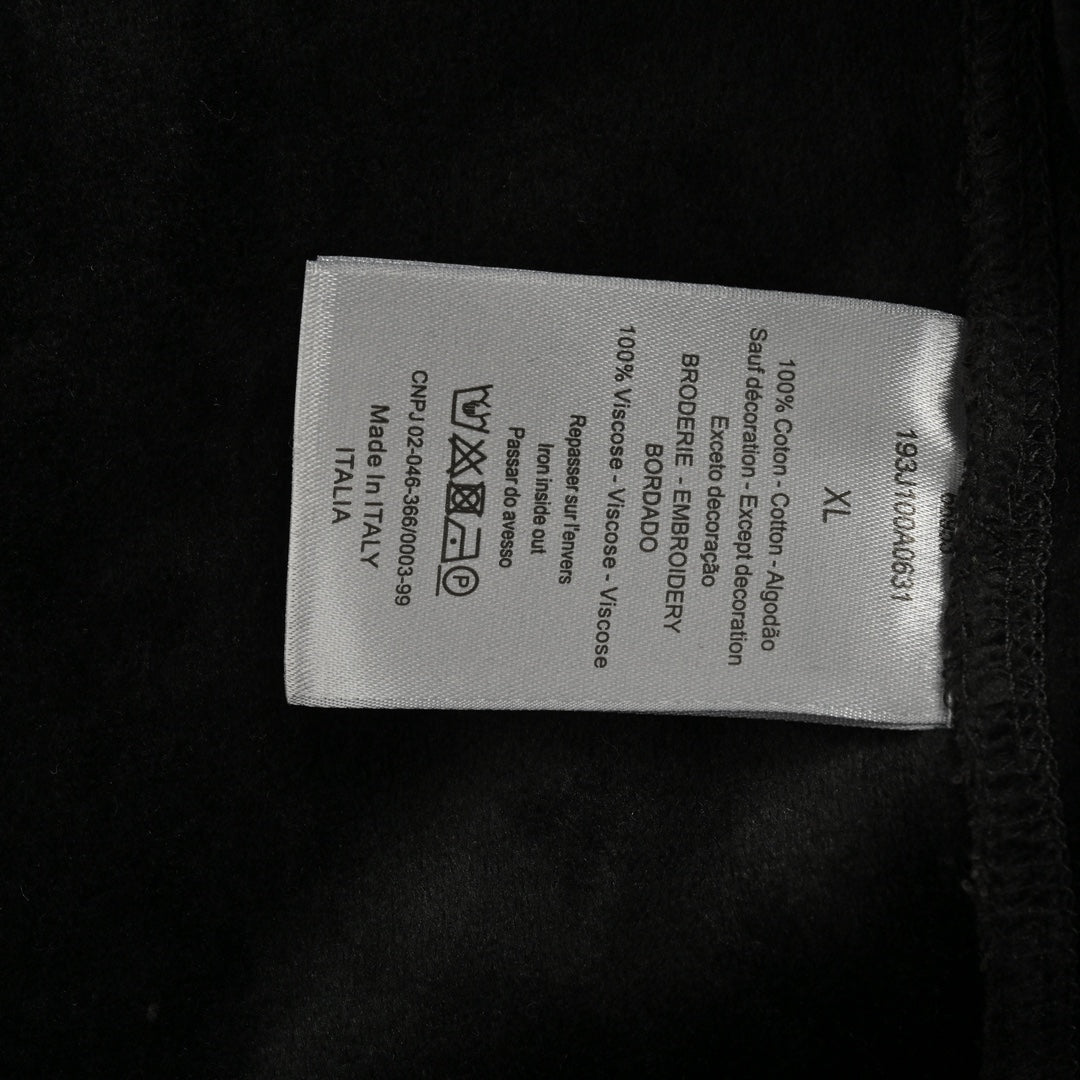 193J100A0631
XL
100% Coton - Cotton - Algodão
Sauf décoration - Except decoration
Exceto decoração
BRODERIE - EMBROIDERY
BORDADO
100% Viscose - Viscose - Viscose
Repasser sur l'envers
Iron inside out
Passar do avesso
P
CNPJ 02-046-366/0003-99
Made In ITALY
ITALIA